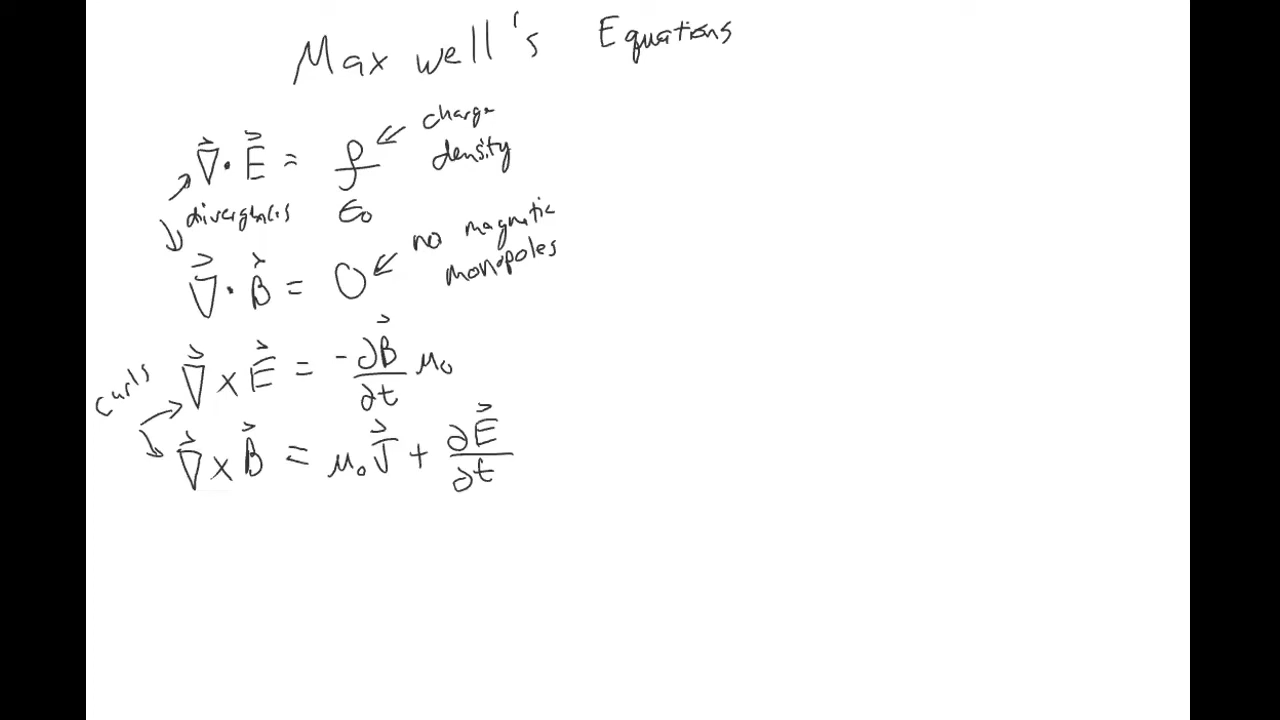 Maxwell's Equations
∇⃗ · E⃗ = ρ/ε₀ ⇐ charge density
divergences
∇⃗ · B⃗ = 0 ⇐ no magnetic monopoles
curls
∇⃗ × E⃗ = -∂B⃗/∂t μ₀
∇⃗ × B⃗ = μ₀J⃗ + ∂E⃗/∂t